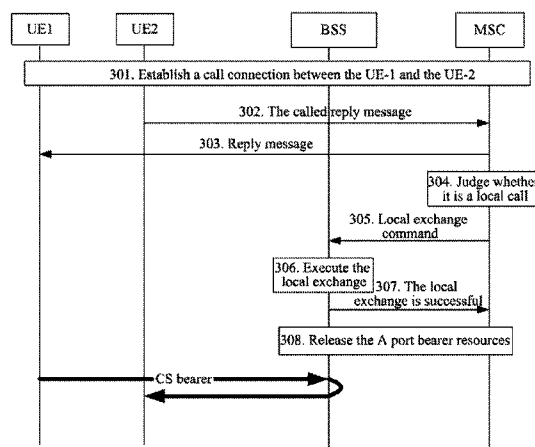 UE1
UE2
BSS
MSC
301. Establish a call connection between the UE-1 and the UE-2
302. The called reply message
303. Reply message
304. Judge whether
it is a local call
305. Local exchange
command
306. Execute the
local exchange
307. The local
exchange is successful
308. Release the A port bearer resources
CS bearer